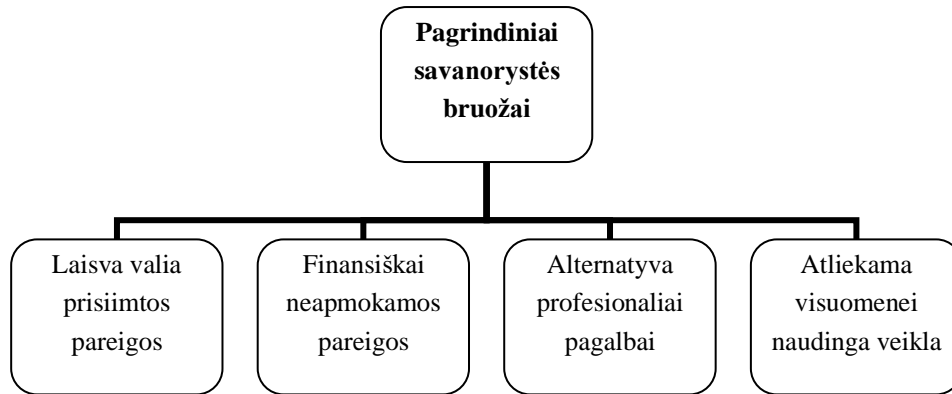 Pagrindiniai
savanorystės
bruožai
Laisva valia
prisiimtos
pareigos
Finansiškai
neapmokamos
pareigos
Alternatyva
profesionaliai
pagalbai
Atliekama
visuomenei
naudinga veikla